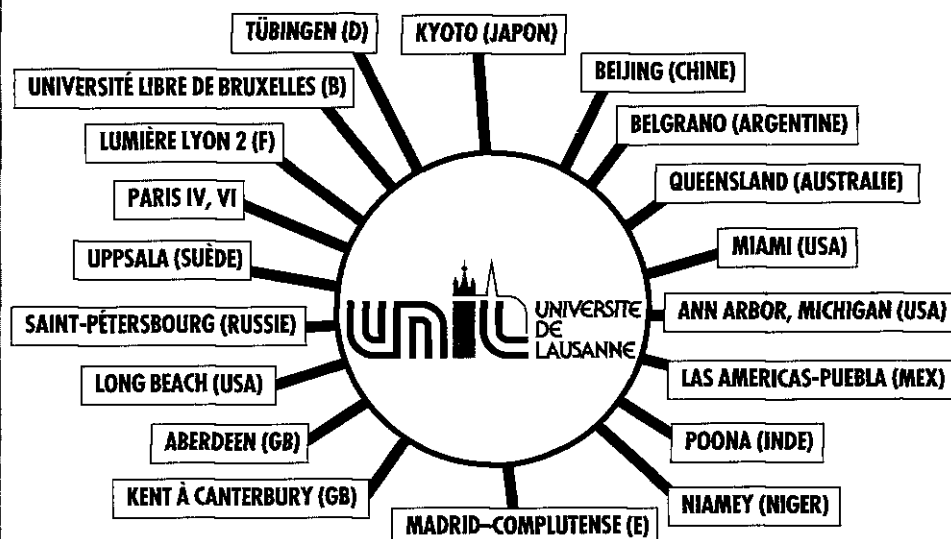 TÜBINGEN (D)
KYOTO (JAPON)
UNIVERSITÉ LIBRE DE BRUXELLES (B)
BEIJING (CHINE)
LUMIÈRE LYON 2 (F)
BELGRANO (ARGENTINE)
PARIS IV, VI
QUEENSLAND (AUSTRALIE)
UPPSALA (SUÈDE)
MIAMI (USA)
SAINT-PÉTERSBOURG (RUSSIE)
UNIL
UNIVERSITE
DE
LAUSANNE
ANN ARBOR, MICHIGAN (USA)
LONG BEACH (USA)
LAS AMERICAS-PUEBLA (MEX)
ABERDEEN (GB)
POONA (INDE)
KENT À CANTERBURY (GB)
NIAMEY (NIGER)
MADRID–COMPLUTENSE (E)